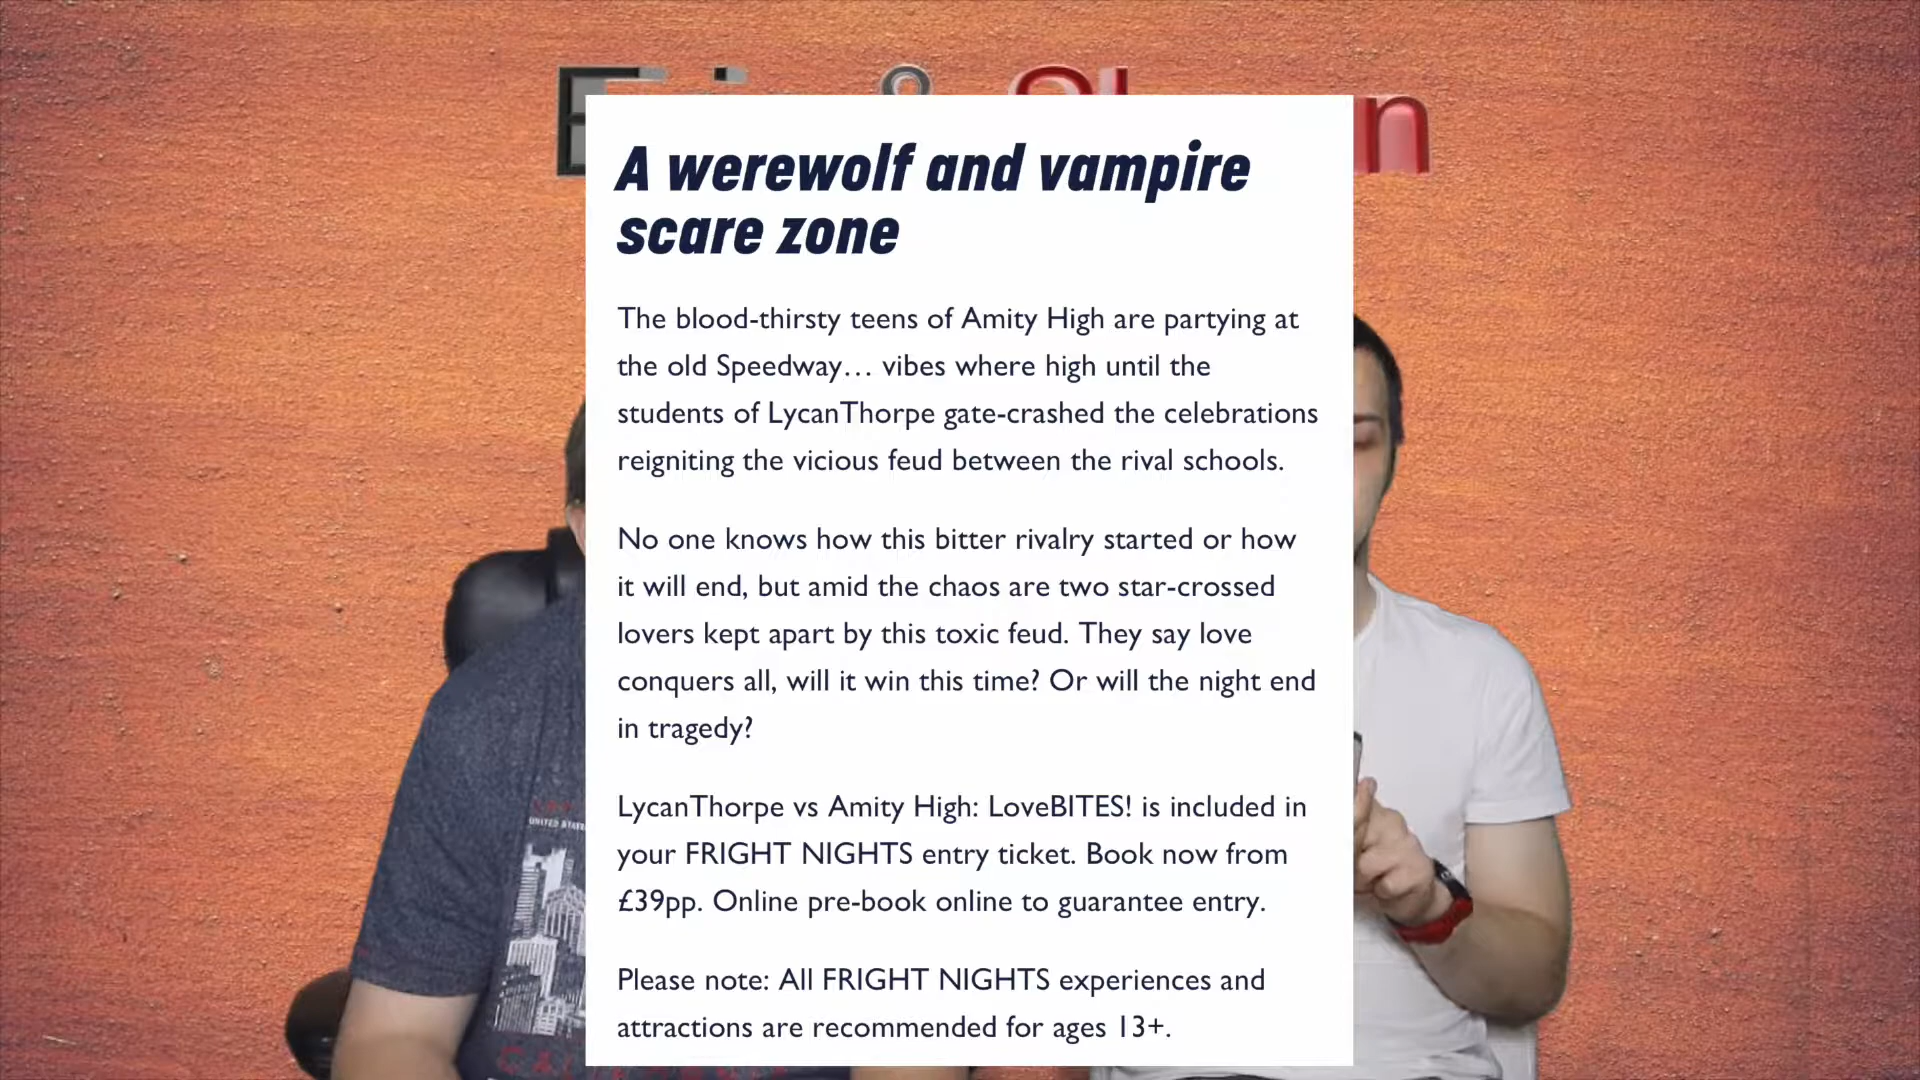 A werewolf and vampire
scare zone
The blood-thirsty teens of Amity High are partying at
the old Speedway... vibes where high until the
students of LycanThorpe gate-crashed the celebrations
reigniting the vicious feud between the rival schools.
No one knows how this bitter rivalry started or how
it will end, but amid the chaos are two star-crossed
lovers kept apart by this toxic feud. They say love
conquers all, will it win this time? Or will the night end
in tragedy?
LycanThorpe vs Amity High: LoveBITES! is included in
your FRIGHT NIGHTS entry ticket. Book now from
£39pp. Online pre-book online to guarantee entry.
Please note: All FRIGHT NIGHTS experiences and
attractions are recommended for ages 13+.